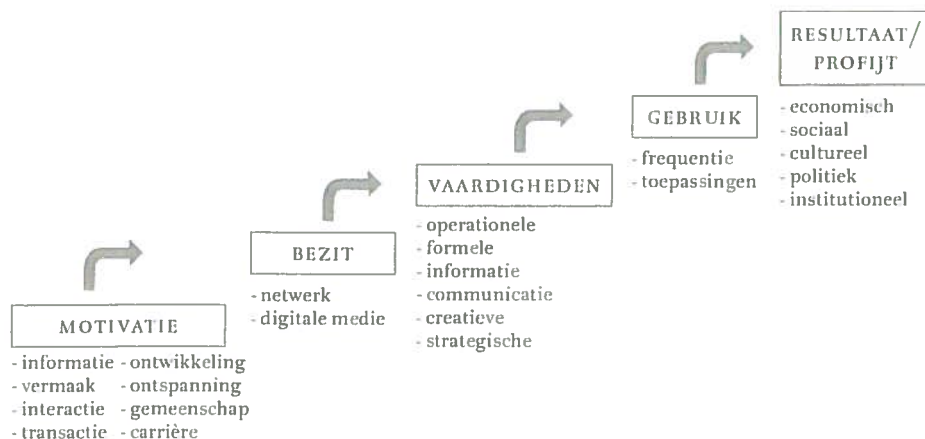 MOTIVATIE
- informatie - ontwikkeling
- vermaak - ontspanning
- interactie - gemeenschap
- transactie - carrière
BEZIT
- netwerk
- digitale medie
VAARDIGHEDEN
- operationele
- formele
- informatie
- communicatie
- creatieve
- strategische
GEBRUIK
- frequentie
- toepassingen
RESULTAAT/
PROFIJT
- economisch
- sociaal
- cultureel
- politiek
- institutioneel